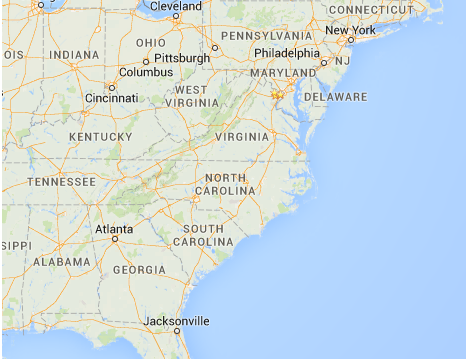 Cleveland
CONNECTICUT
New York
OHIO
PENNSYLVANIA
INDIANA
Pittsburgh
Philadelphia
NJ
Columbus
MARYLAND
Cincinnati
WEST
VIRGINIA
DELAWARE
KENTUCKY
VIRGINIA
TENNESSEE
NORTH
CAROLINA
Atlanta
SOUTH
CAROLINA
SIPPI
ALABAMA
GEORGIA
Jacksonville